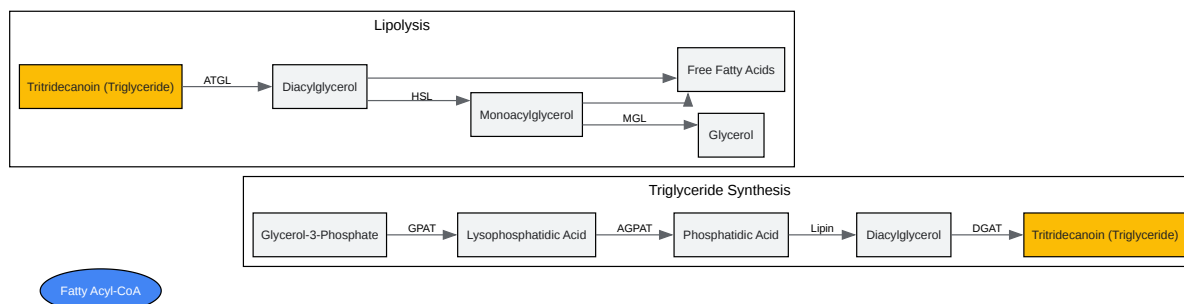 Lipolysis
Tritridecanoin (Triglyceride)
ATGL
Diacylglycerol
HSL
Monoacylglycerol
MGL
Free Fatty Acids
Glycerol
Triglyceride Synthesis
Glycerol-3-Phosphate
GPAT
Lysophosphatidic Acid
AGPAT
Phosphatidic Acid
Lipin
Diacylglycerol
DGAT
Tritridecanoin (Triglyceride)
Fatty Acyl-CoA